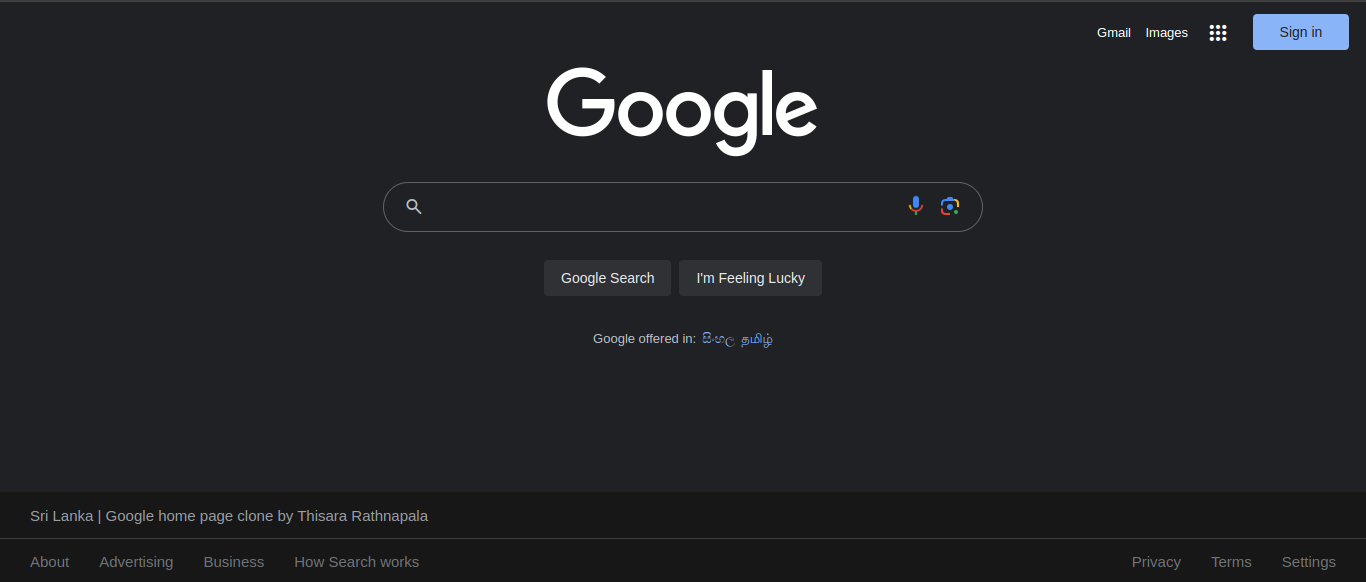 Gmail Images Sign in
Google
Google Search I'm Feeling Lucky
Google offered in: සිංහල தமிழ்
Sri Lanka | Google home page clone by Thisara Rathnapala
About Advertising Business How Search works Privacy Terms Settings